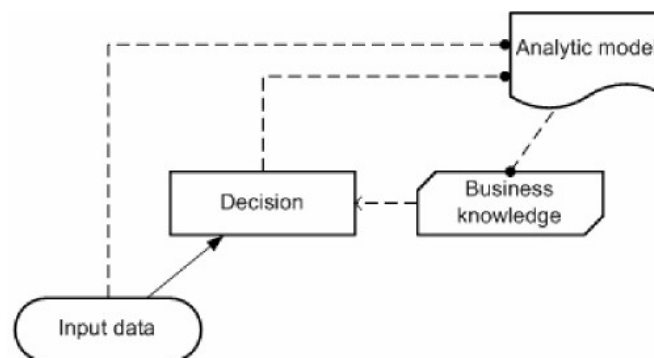 Analytic model
Decision
Business
knowledge
Input data